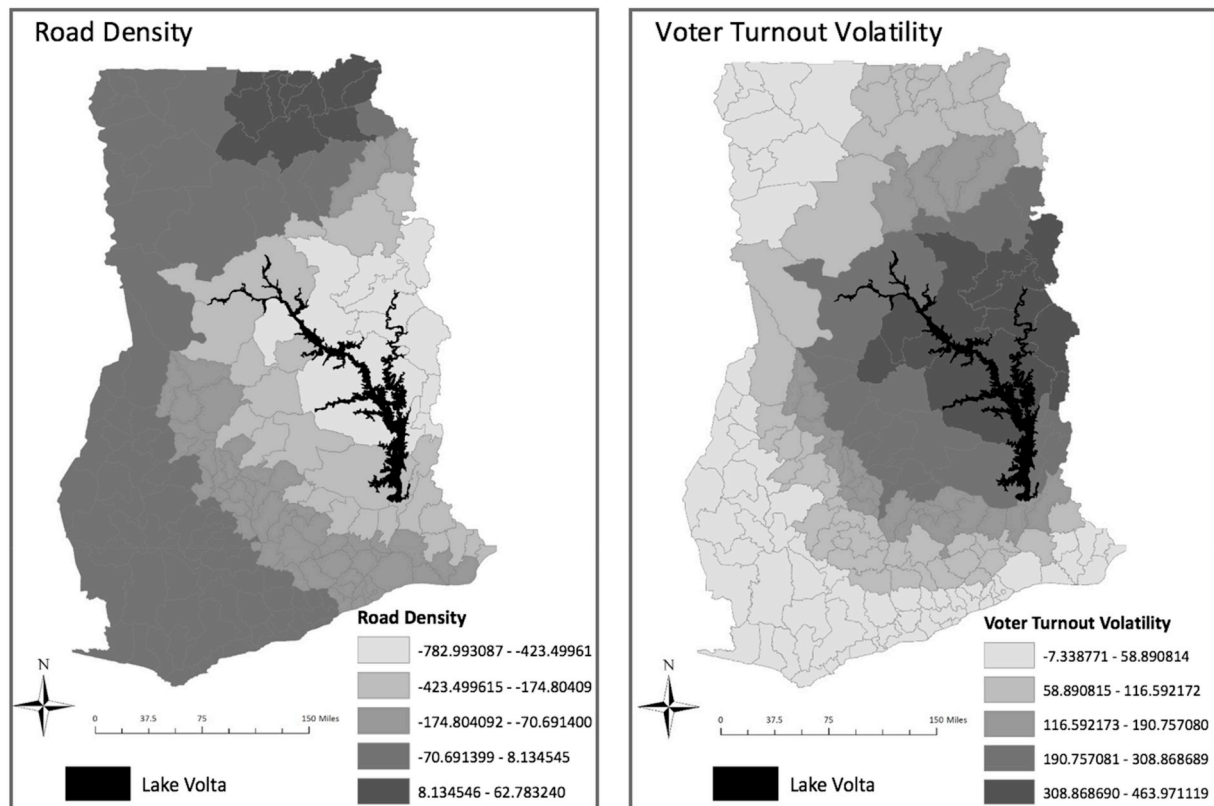 Road Density
Road Density
-782.993087 - -423.49961
-423.499615 - -174.80409
-174.804092 - -70.691400
-70.691399 - 8.134545
8.134546 - 62.783240
N
0 37.5 75 150 Miles
Lake Volta
Voter Turnout Volatility
Voter Turnout Volatility
-7.338771 - 58.890814
58.890815 - 116.592172
116.592173 - 190.757080
190.757081 - 308.868689
308.868690 - 463.971119
N
0 37.5 75 150 Miles
Lake Volta